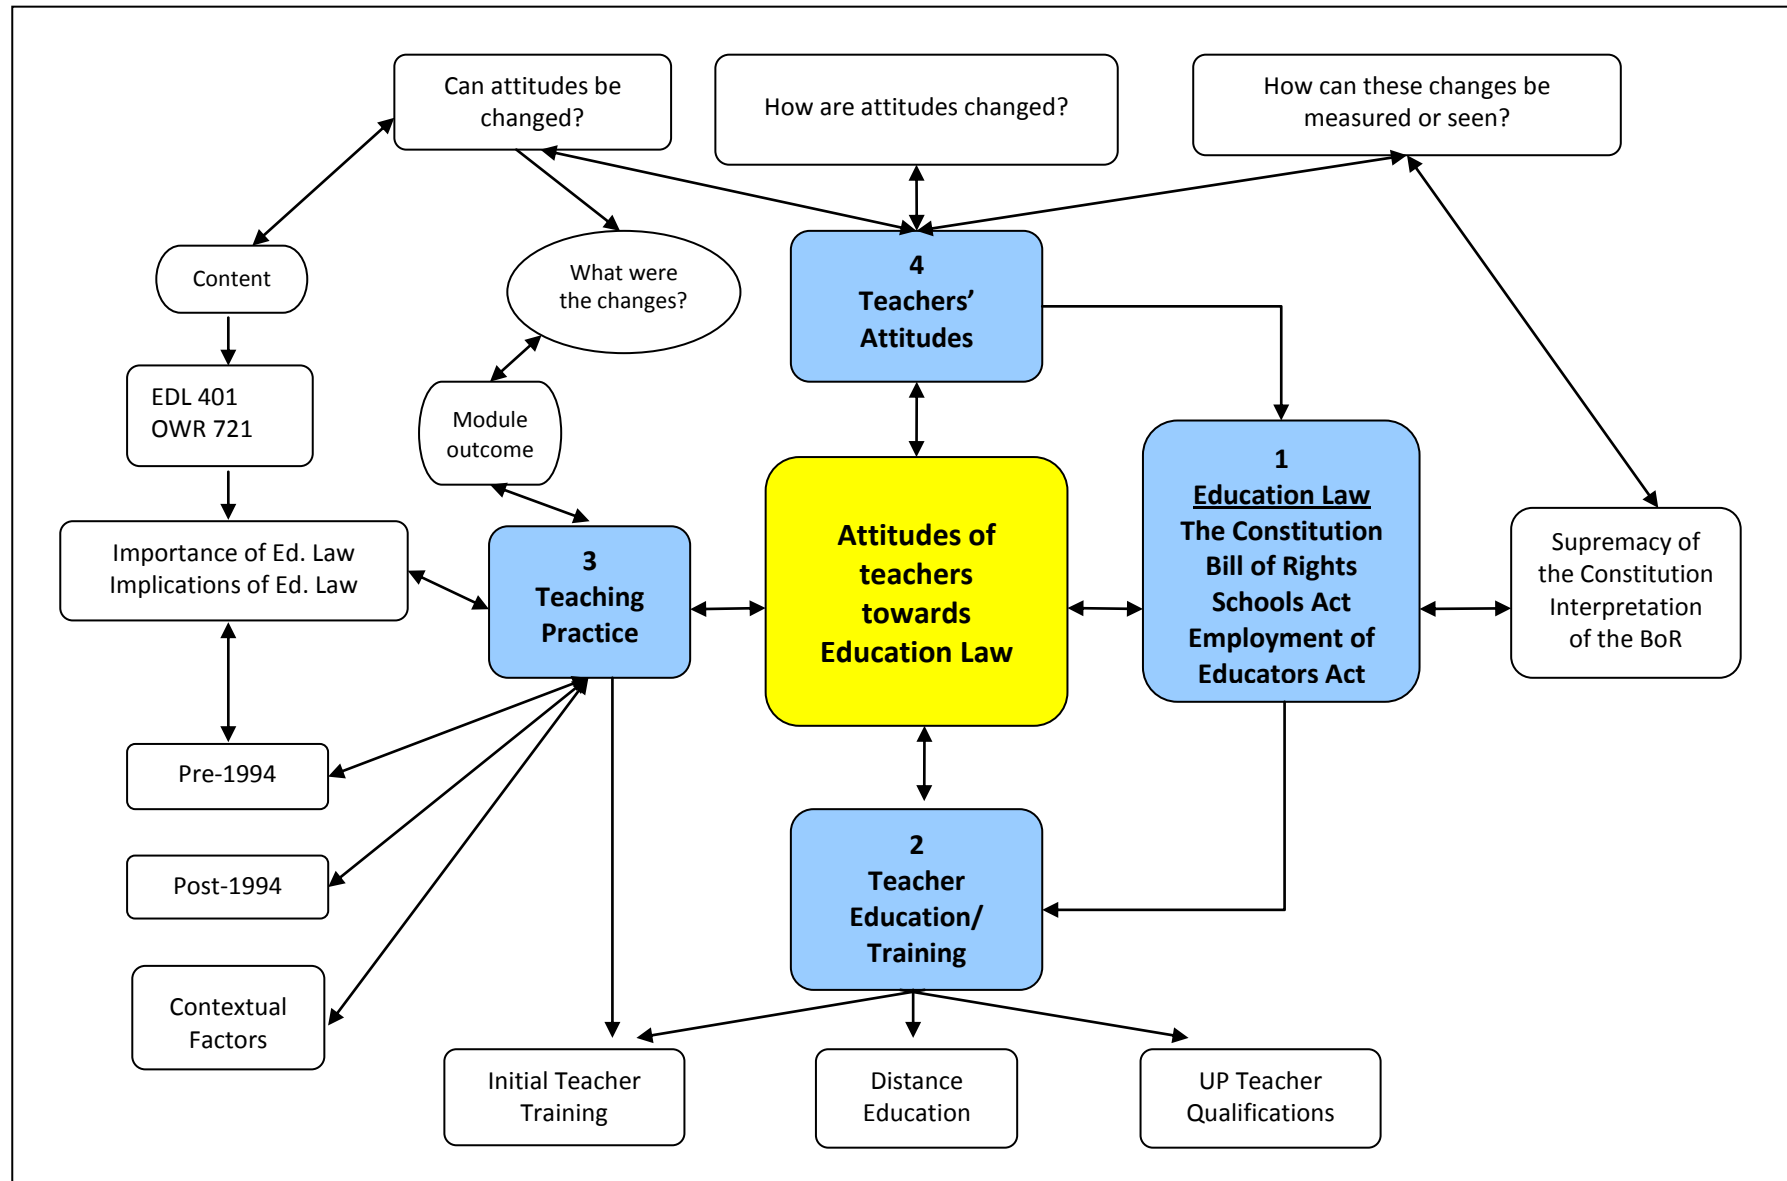 Can attitudes be
changed?
How are attitudes changed?
How can these changes be
measured or seen?
Content
What were
the changes?
4
Teachers’
Attitudes
EDL 401
OWR 721
Module
outcome
Importance of Ed. Law
Implications of Ed. Law
3
Teaching
Practice
Attitudes of
teachers
towards
Education Law
1
Education Law
The Constitution
Bill of Rights
Schools Act
Employment of
Educators Act
Supremacy of
the Constitution
Interpretation
of the BoR
Pre-1994
Post-1994
Contextual
Factors
2
Teacher
Education/
Training
Initial Teacher
Training
Distance
Education
UP Teacher
Qualifications